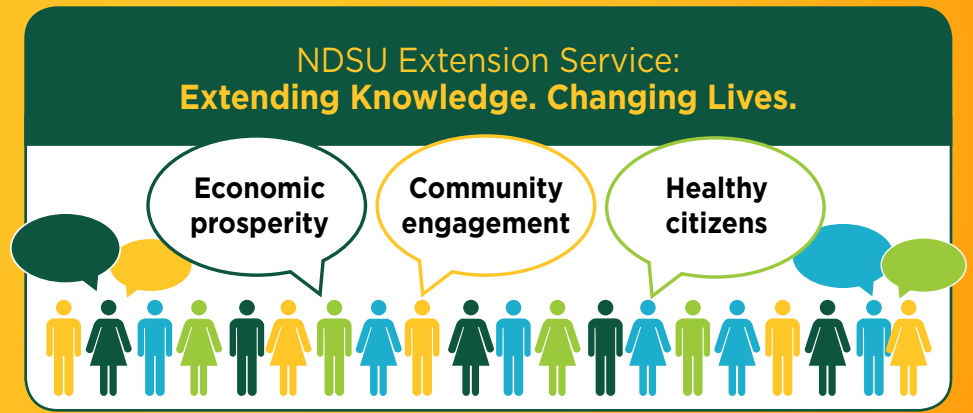 NDSU Extension Service:
Extending Knowledge. Changing Lives.
Economic
prosperity
Community
engagement
Healthy
citizens